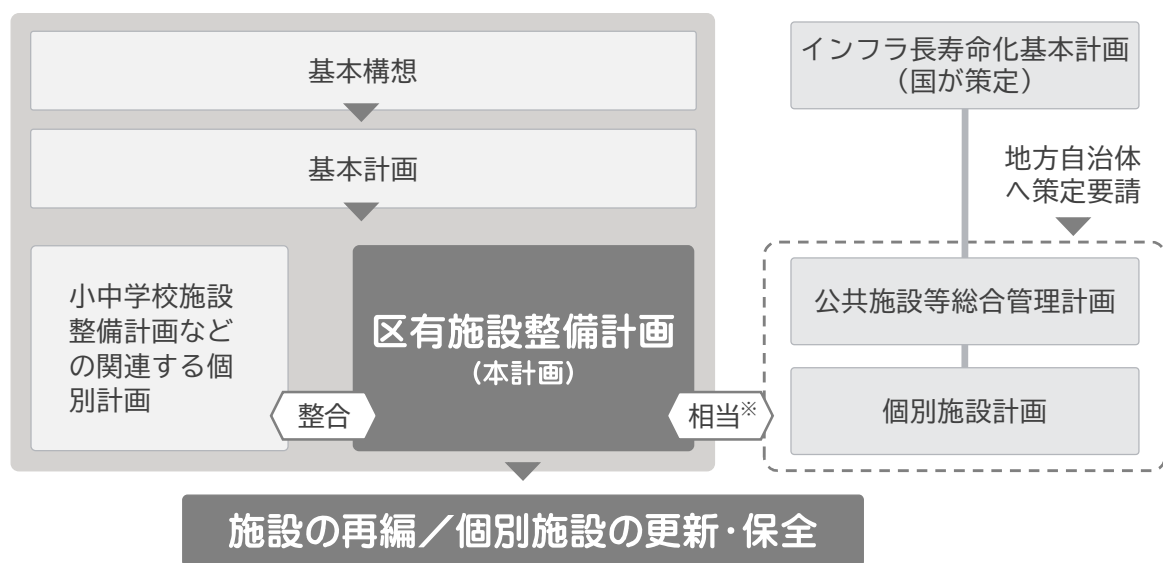 基本構想
基本計画
小中学校施設
整備計画など
の関連する個
別計画
整合
区有施設整備計画
(本計画)
相当※
インフラ長寿命化基本計画
（国が策定）
地方自治体
へ策定要請
公共施設等総合管理計画
個別施設計画
施設の再編／個別施設の更新・保全